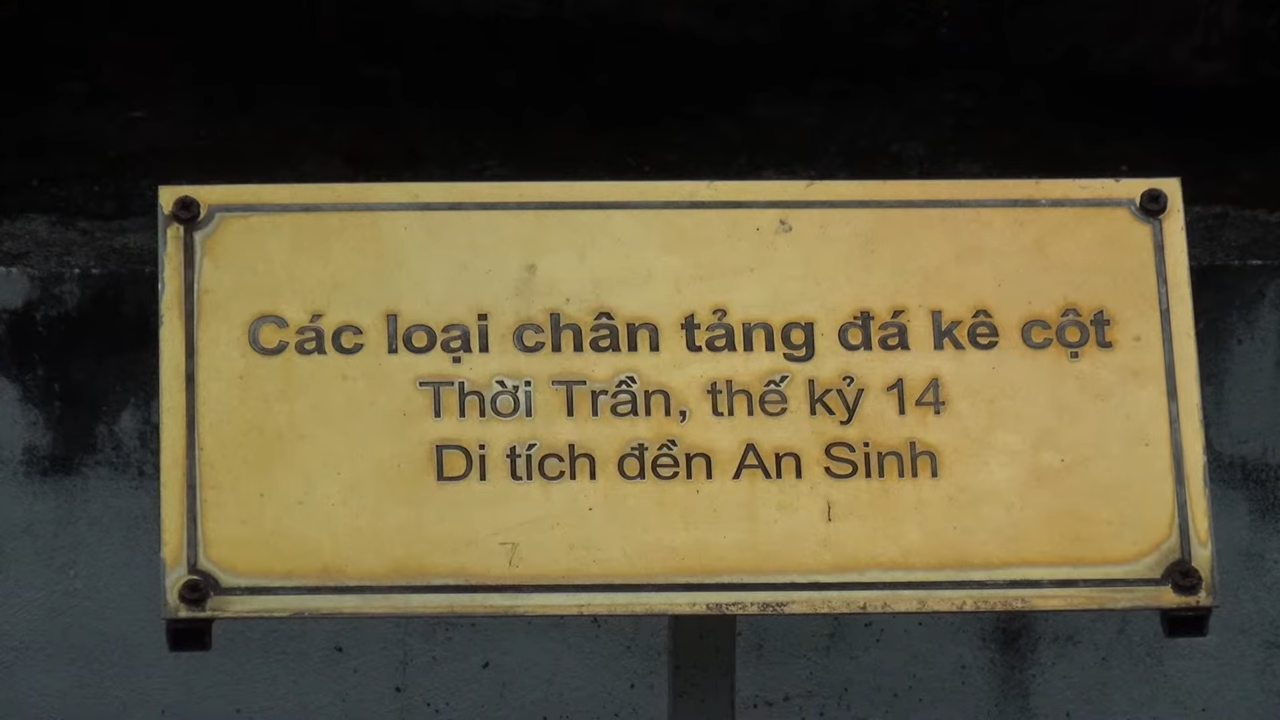 Các loại chân tảng đá kê cột
Thời Trần, thế kỷ 14
Di tích đền An Sinh